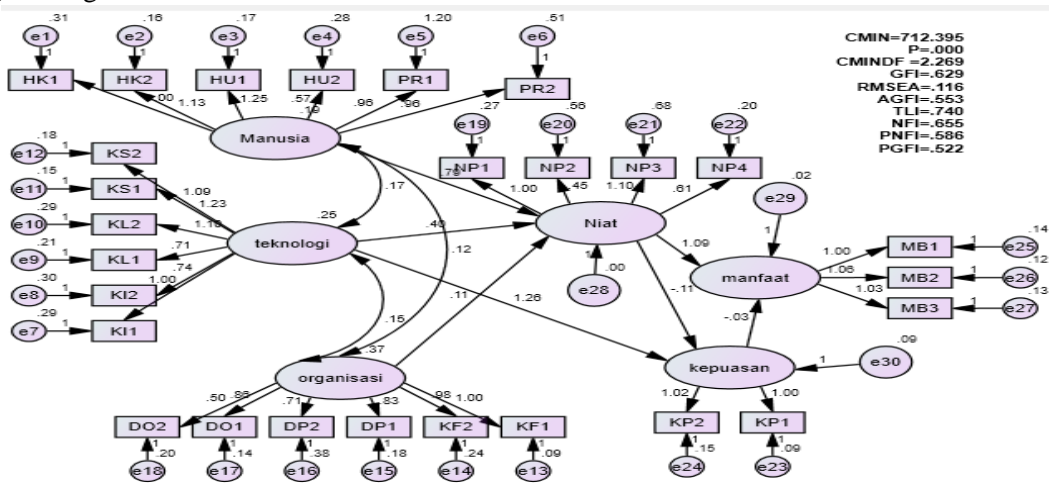 .31 .16 .17 .28 1.20 .51
e1 e2 e3 e4 e5 e6
1 1 1 1 1 1
HK1 HK2 HU1 HU2 PR1 PR2
CMIN=712.395
P=.000
CMINDF =2.269
GFI=.629
RMSEA=.116
AGFI=.553
TLI=.740
NFI=.655
PNFI=.586
PGFI=.522
.00 1.13 1.25 .57 .96 .96
.19
Manusia
.27 .56 .68 .20
e19 e20 e21 e22
1 1 1 1
NP1 NP2 NP3 NP4
1.00 .45 1.10 .61
.18
e12 1 KS2
.15
e11 1 KS1
.29
e10 1 KL2
.21
e9 1 KL1
.30
e8 1 KI2
.29
e7 1 KI1
1.09
1.23
.71
.74
1.00
.25
teknologi
.17
.40
.12
.11
.15
1.26
Niat
1
.00
e28
.02
e29
1
1.09
-.11
manfaat
1.00 MB1 1 e25 .14
1.06 MB2 1 e26
1.03 MB3 1 e27
-.03
.09
kepuasan 1 e30
1.02 1.00
KP2 KP1
1 1
.15 .09
e24 e23
.37
organisasi
.50 .86 .71 .83 .98 1.00
DO2 DO1 DP2 DP1 KF2 KF1
1 1 1 1 1 1
.20 .14 .38 .18 .24 .09
e18 e17 e16 e15 e14 e13